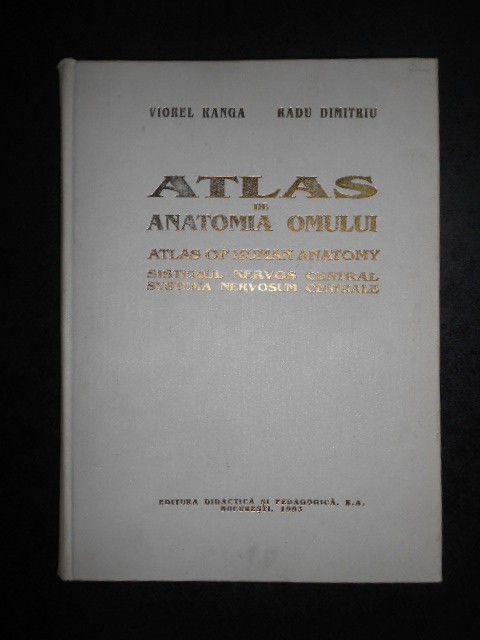 VIOREL RANGA RADU DIMITRIU
ATLAS
DE
ANATOMIA OMULUI
ATLAS OF HUMAN ANATOMY
SISTEMUL NERVOS CENTRAL
SYSTEMA NERVOSUM CENTRALE
EDITURA DIDACTICĂ ŞI PEDAGOGICĂ, R.A.
BUCUREŞTI, 1993